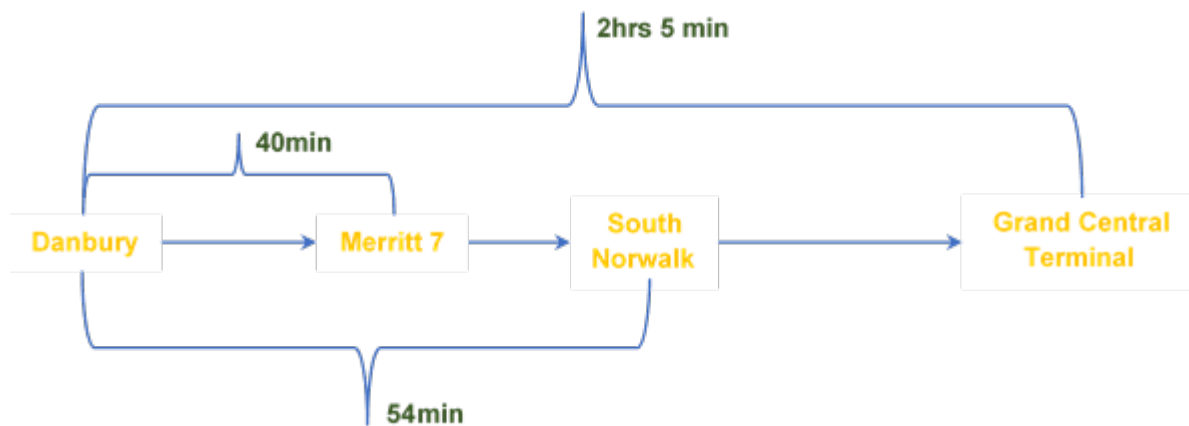 2hrs 5 min
40min
Danbury
Merritt 7
South
Norwalk
Grand Central
Terminal
54min